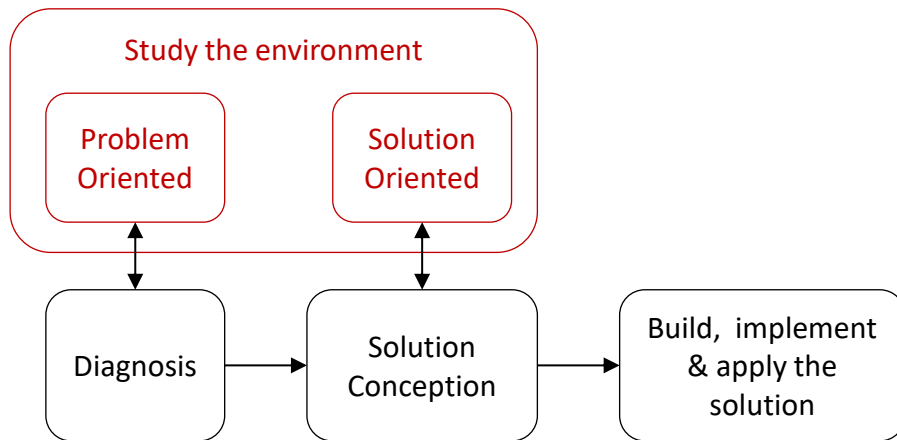 Study the environment
Problem
Oriented
Solution
Oriented
Diagnosis
Solution
Conception
Build, implement
& apply the
solution